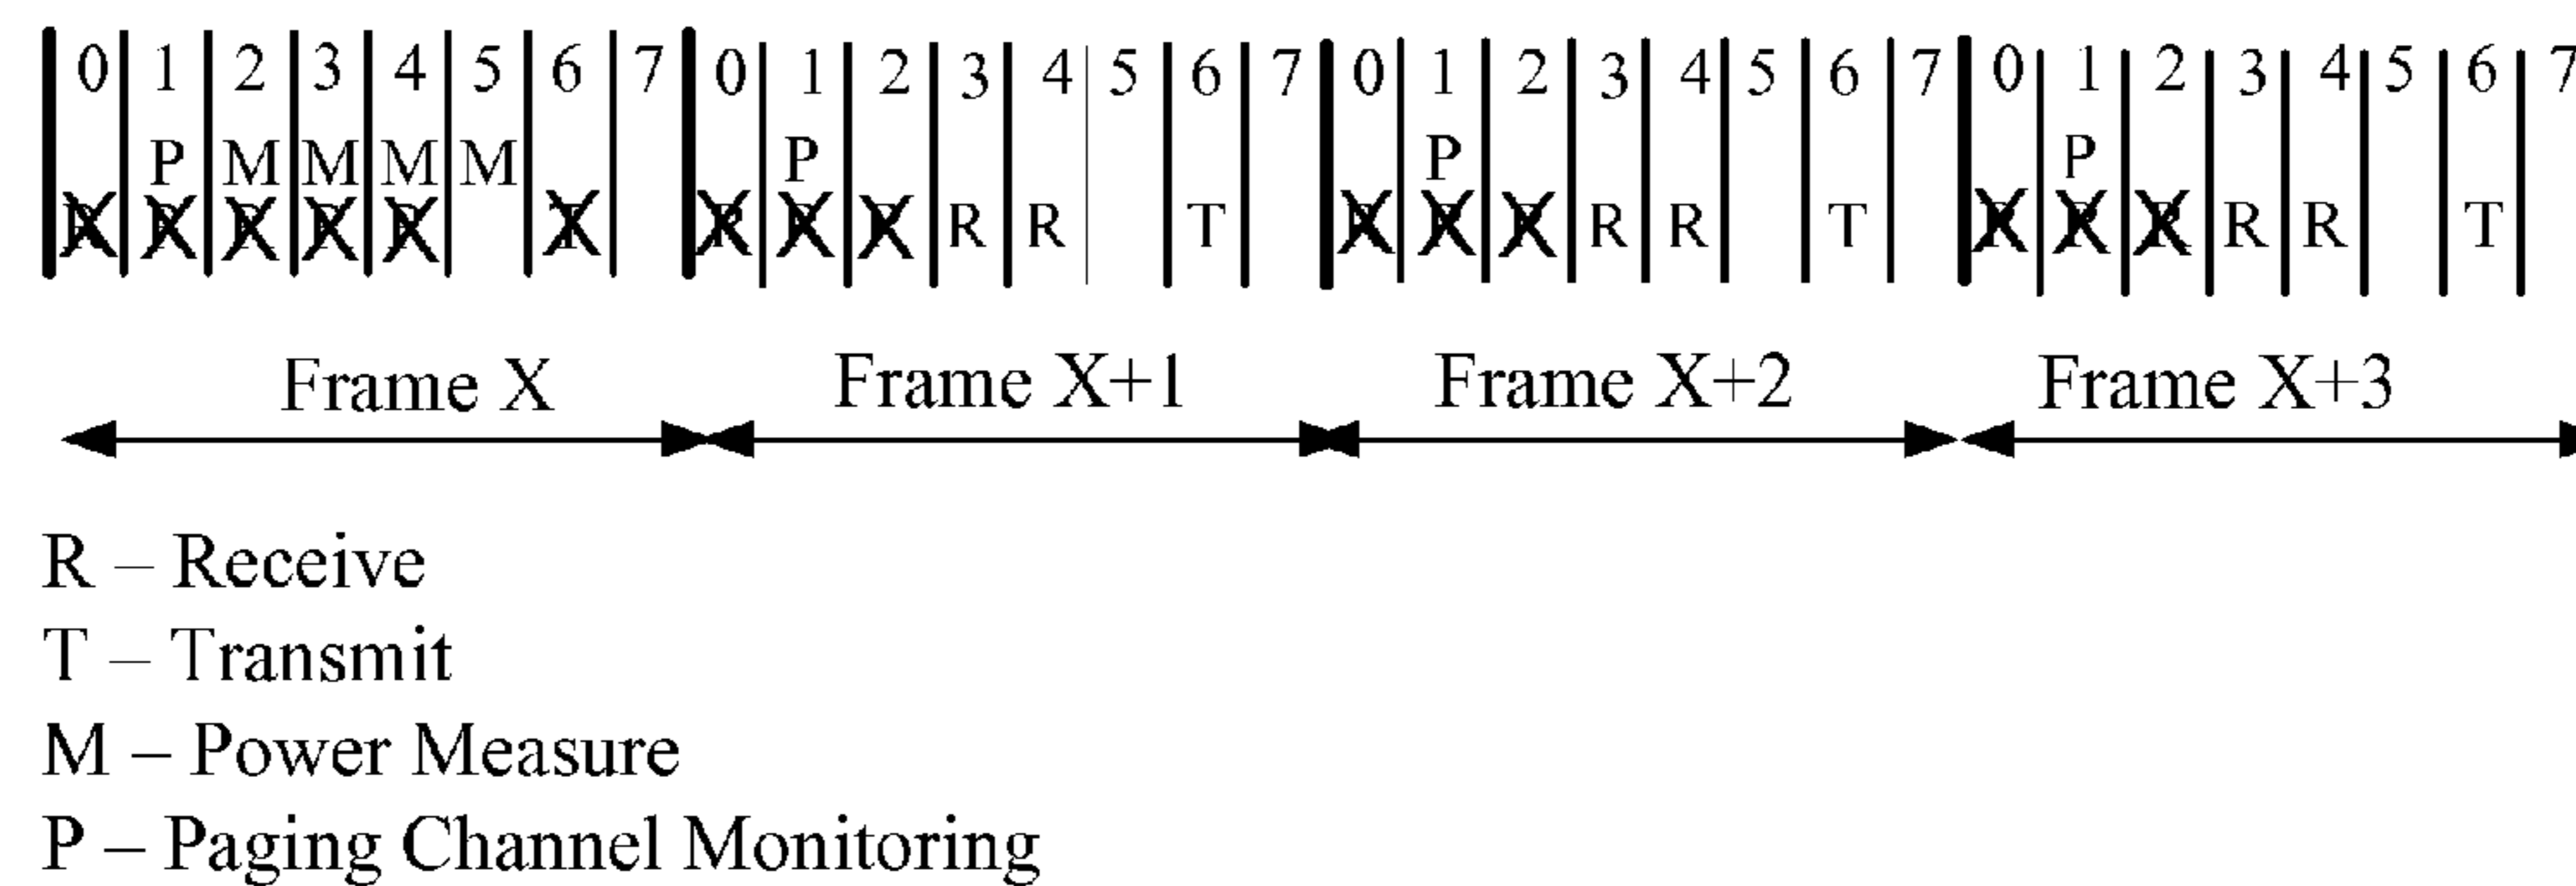 0 1 2 3 4 5 6 7 0 1 2 3 4 5 6 7 0 1 2 3 4 5 6 7 0 1 2 3 4 5 6 7
P M M M M P P P
R R T R R T R R T
Frame X Frame X+1 Frame X+2 Frame X+3
R – Receive
T – Transmit
M – Power Measure
P – Paging Channel Monitoring